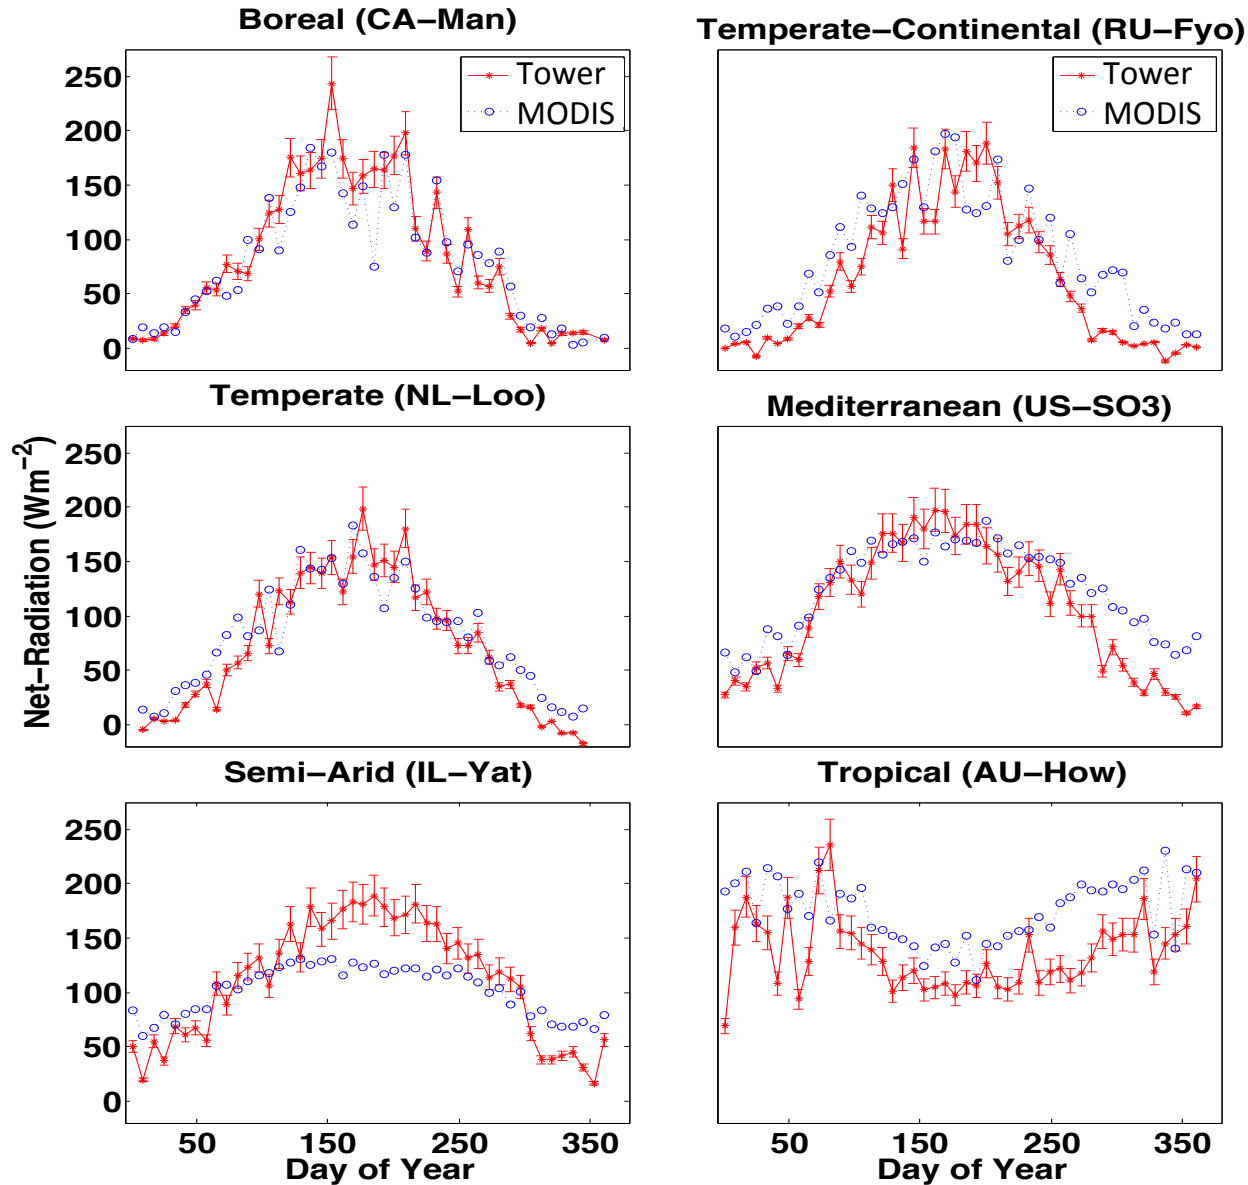 Boreal (CA−Man)
Temperate−Continental (RU−Fyo)
Tower
MODIS
Tower
MODIS
250
200
150
100
50
0
Temperate (NL−Loo)
Mediterranean (US−SO3)
Net−Radiation (Wm⁻²)
250
200
150
100
50
0
Semi−Arid (IL−Yat)
Tropical (AU−How)
250
200
150
100
50
0
50 150 250 350
50 150 250 350
Day of Year
Day of Year